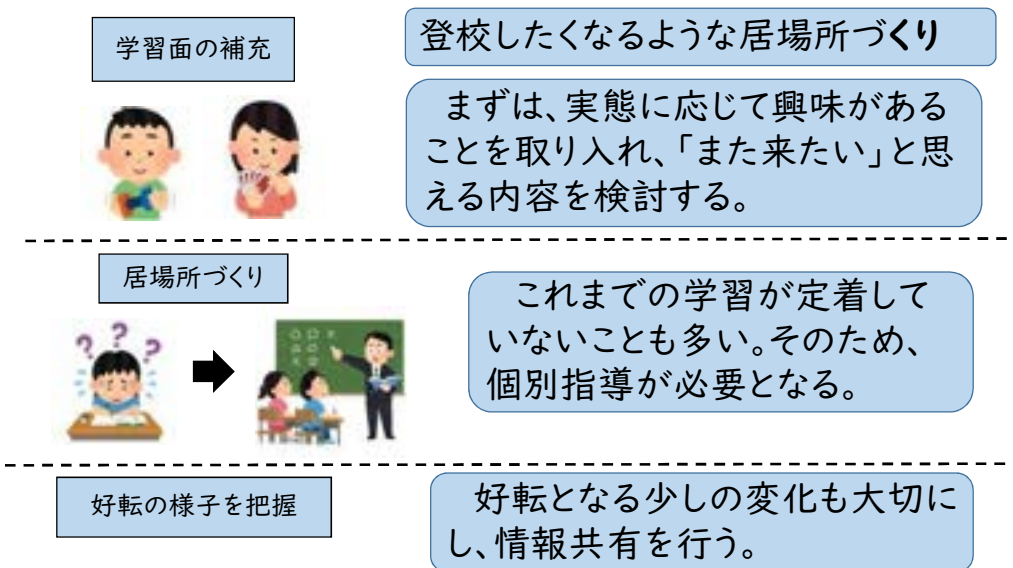 学習面の補充
登校したくなるような居場所づくり
まずは、実態に応じて興味がある
ことを取り入れ、「また来たい」と思
える内容を検討する。
居場所づくり
? ? ?
これまでの学習が定着して
いないことも多い。そのため、
個別指導が必要となる。
好転の様子を把握
好転となる少しの変化も大切に
し、情報共有を行う。